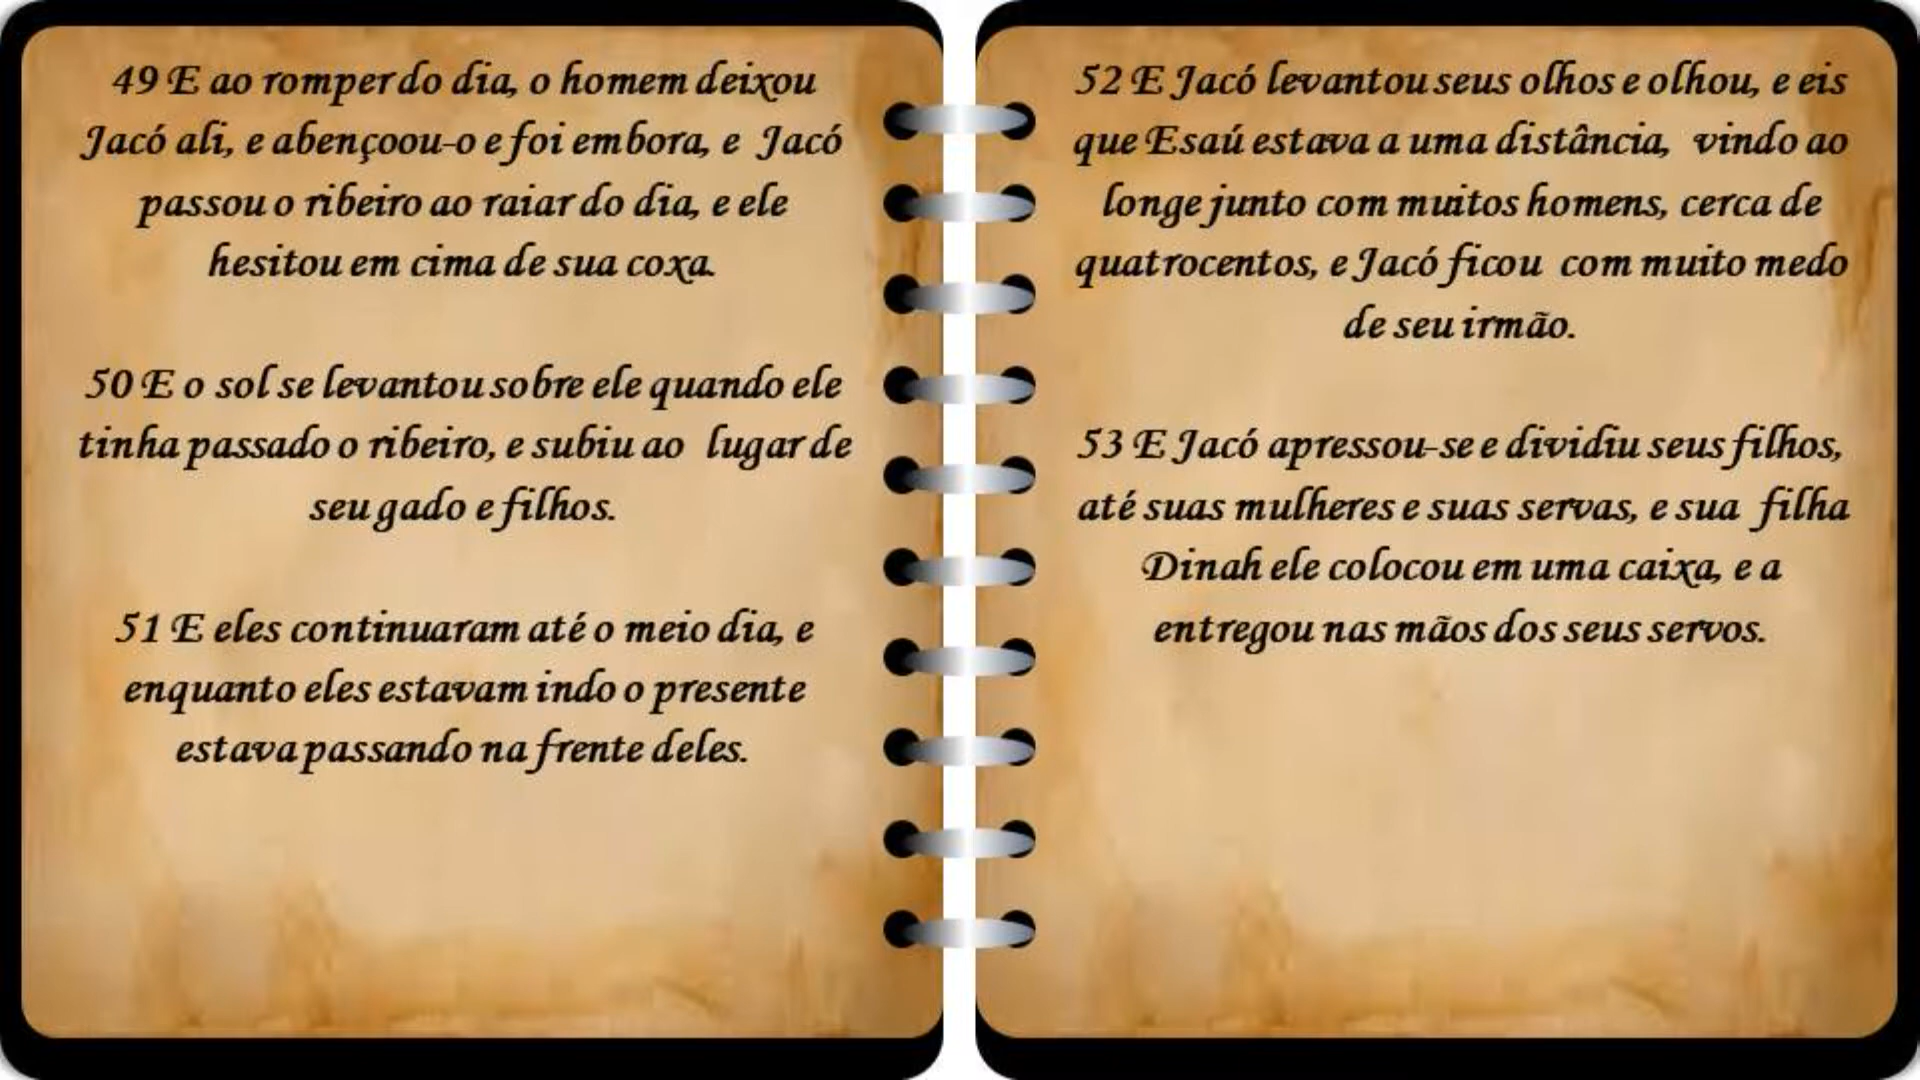 49 E ao romper do dia, o homem deixou
Jacó ali, e abençoou-o e foi embora, e Jacó
passou o ribeiro ao raiar do dia, e ele
hesitou em cima de sua coxa.
50 E o sol se levantou sobre ele quando ele
tinha passado o ribeiro, e subiu ao lugar de
seu gado e filhos.
51 E eles continuaram até o meio dia, e
enquanto eles estavam indo o presente
estava passando na frente deles.
52 E Jacó levantou seus olhos e olhou, e eis
que Esaú estava a uma distância, vindo ao
longe junto com muitos homens, cerca de
quatrocentos, e Jacó ficou com muito medo
de seu irmão.
53 E Jacó apressou-se e dividiu seus filhos,
até suas mulheres e suas servas, e sua filha
Dinah ele colocou em uma caixa, e a
entregou nas mãos dos seus servos.